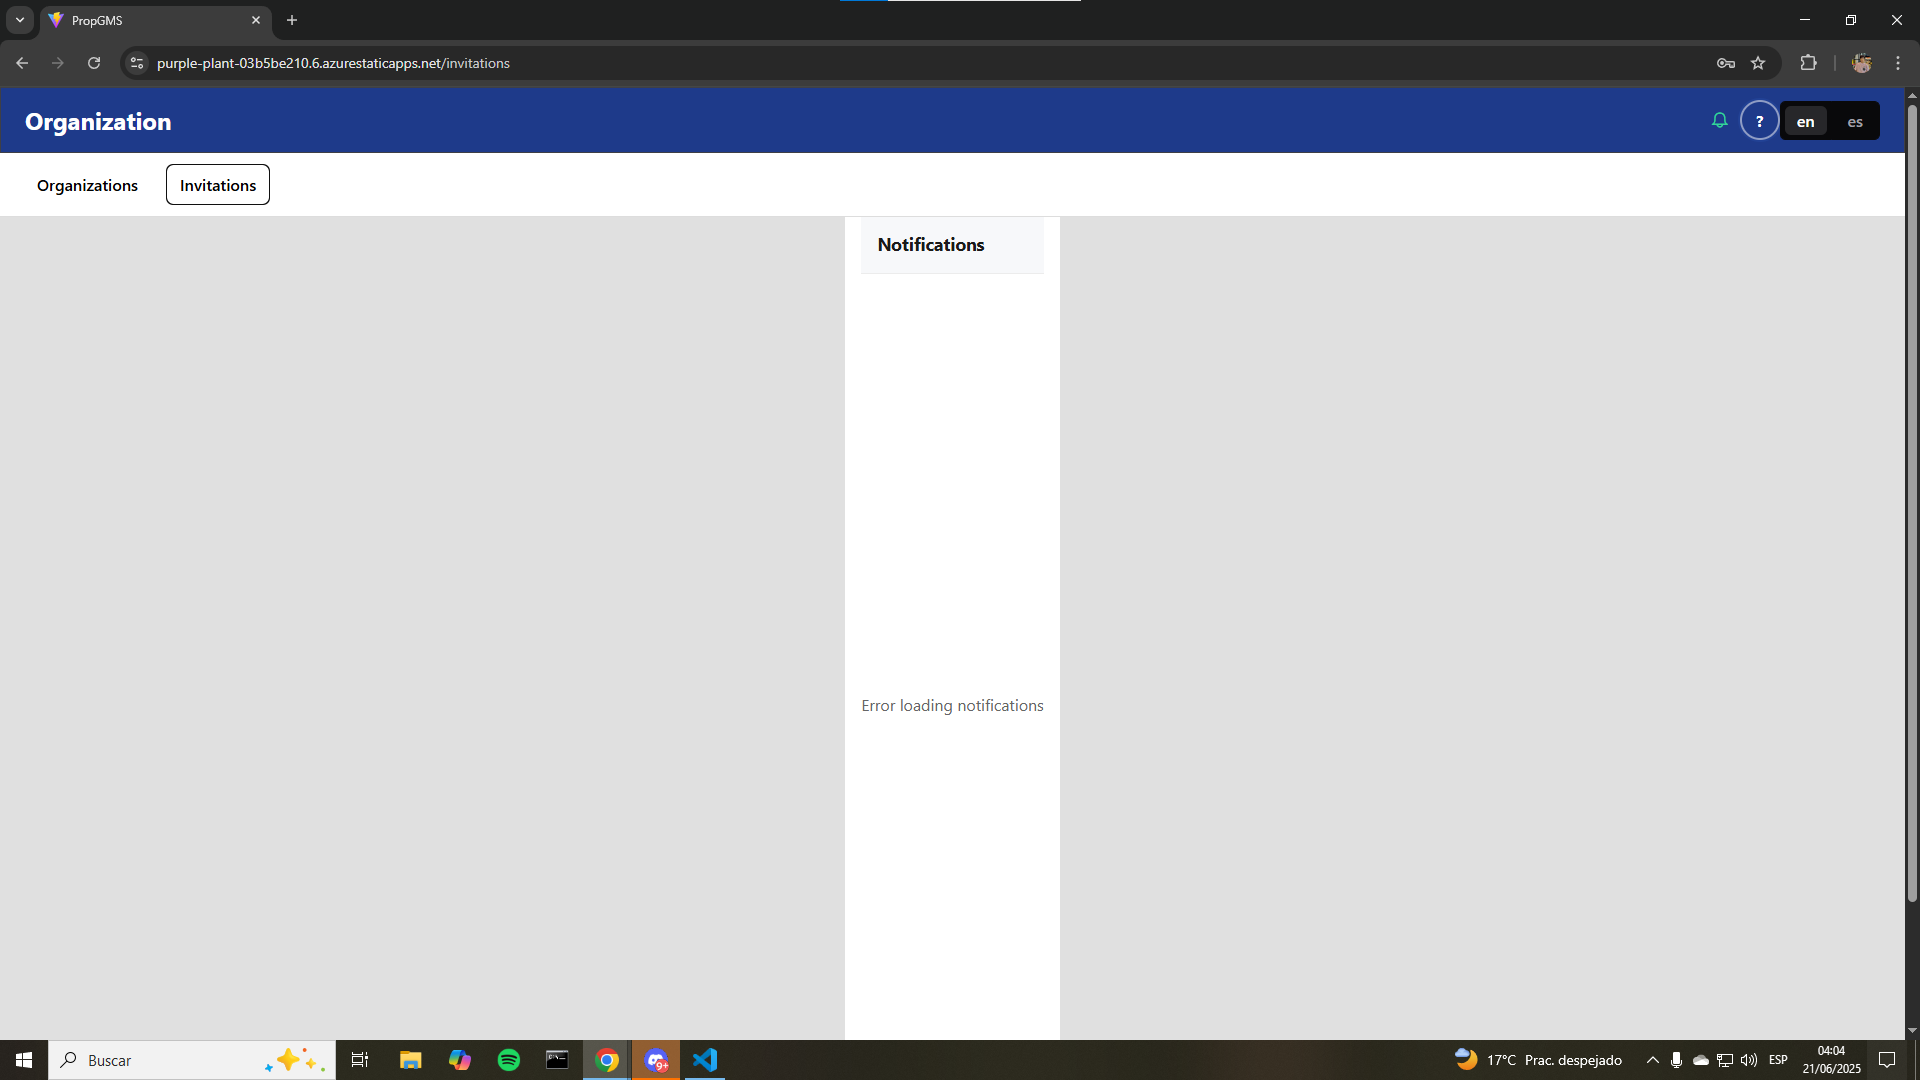 PropGMS
purple-plant-03b5be210.6.azurestaticapps.net/invitations
Organization
?
en
es
Organizations
Invitations
Notifications
Error loading notifications
Buscar
9+
17°C Prac. despejado
ESP
04:04
21/06/2025